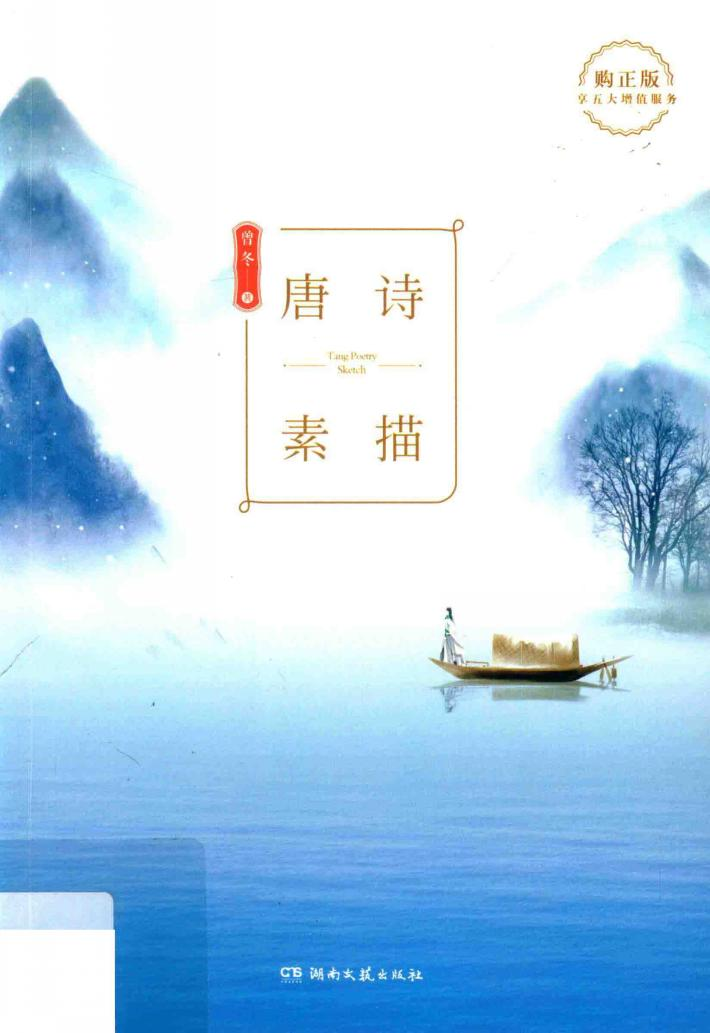 购正版
享五大增值服务
曾冬 著
唐诗
Tang Poetry
Sketch
素描
湖南文艺出版社